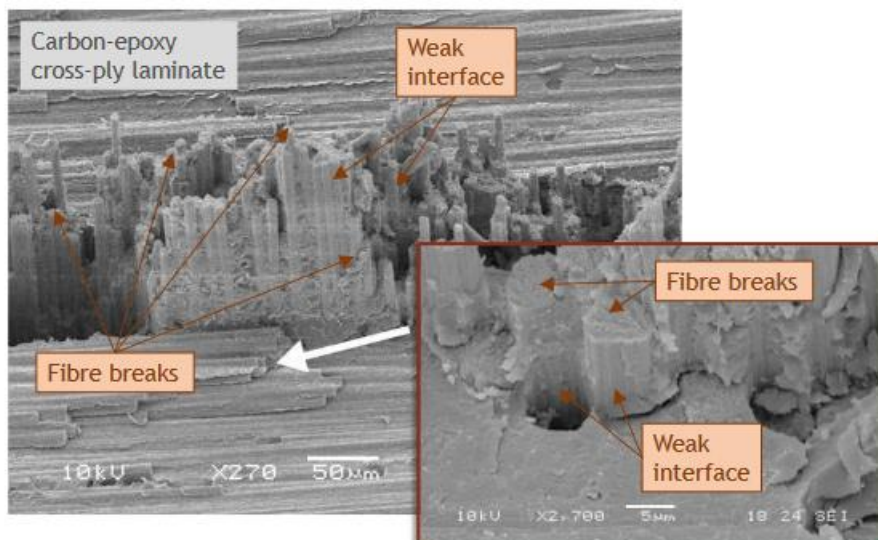 Carbon-epoxy
cross-ply laminate
Weak
interface
Fibre breaks
10kV X270 50μm
Fibre breaks
Weak
interface
10kV X2,700 5μm 18 24 SEI